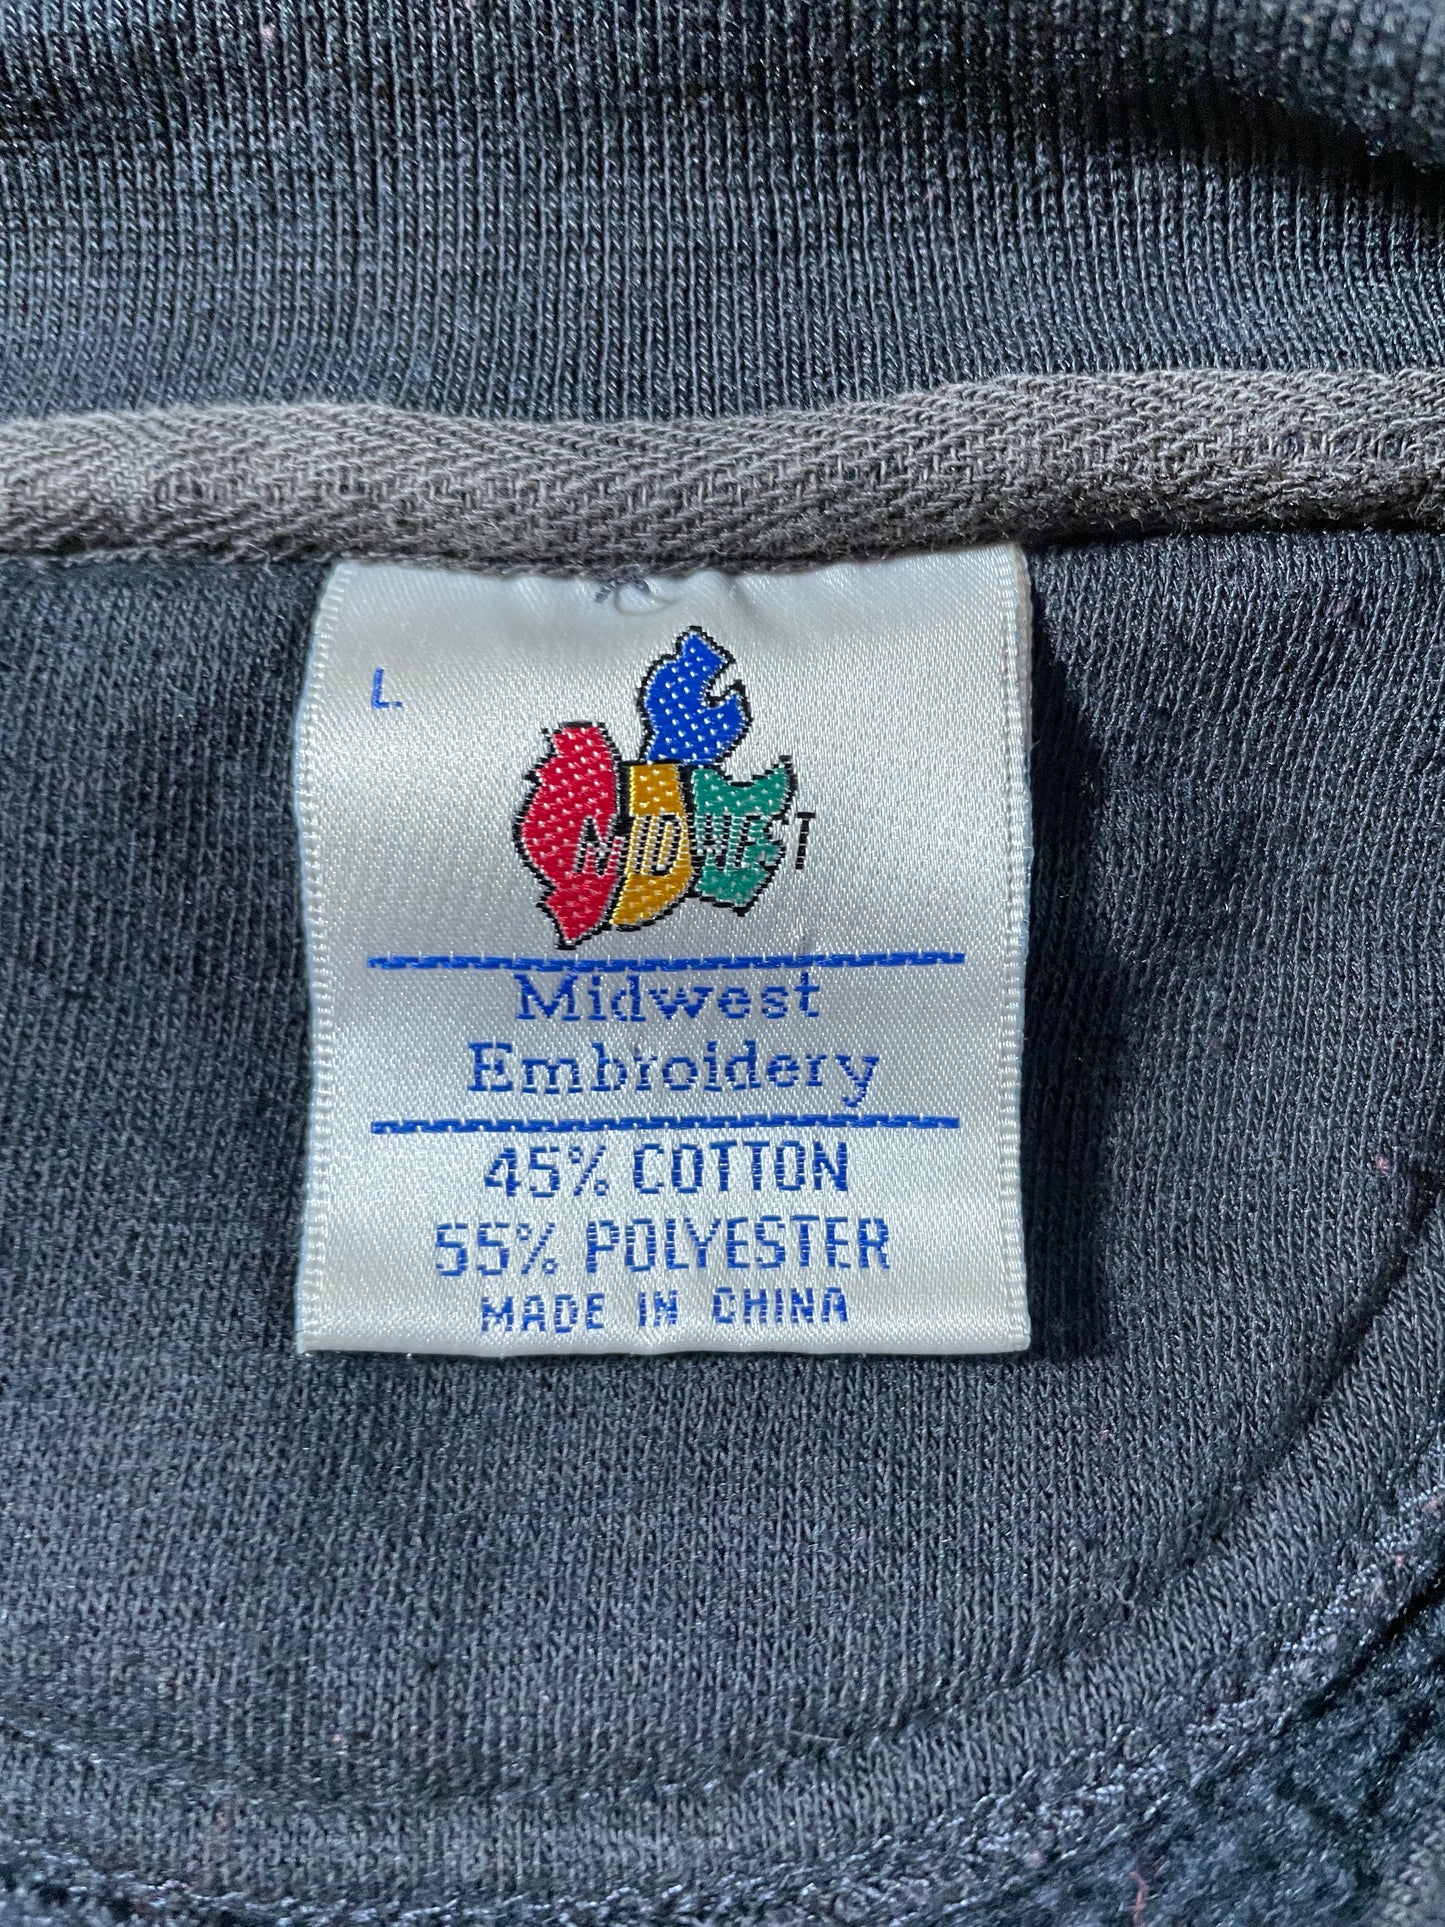 L
MIDWEST
Midwest
Embroidery
45% COTTON
55% POLYESTER
MADE IN CHINA